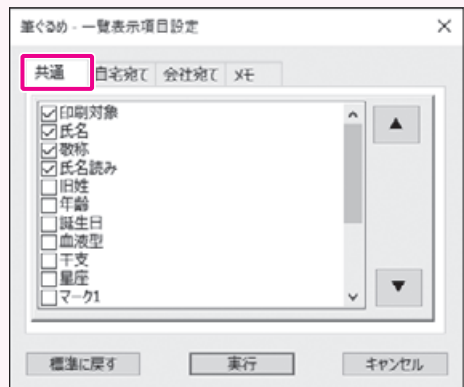 筆ぐるめ - 一覧表示項目設定
共通 自宅宛て 会社宛て メモ
印刷対象
氏名
敬称
氏名読み
旧姓
年齢
誕生日
血液型
干支
星座
マーク1
標準に戻す 実行 キャンセル